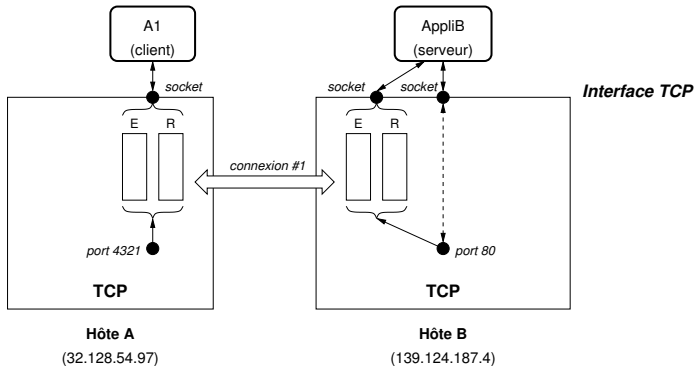 A1
(client)
AppliB
(serveur)
socket
socket
socket
Interface TCP
E
R
E
R
connexion #1
port 4321
port 80
TCP
TCP
Hôte A
Hôte B
(32.128.54.97)
(139.124.187.4)